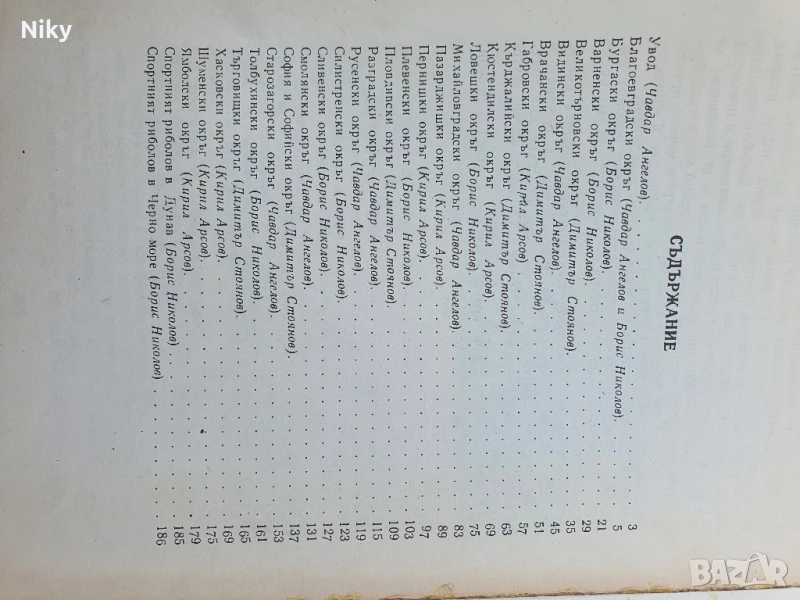 Niky
СЪДЪРЖАНИЕ
Увод (Чавдар Ангелов). . . . . 3
Благоевградски окръг (Чавдар Ангелов и Борис Николов). . . . . 5
Бургаски окръг (Борис Николов). . . . . 21
Варненски окръг (Борис Николов). . . . . 29
Великотърновски окръг (Димитър Стоянов). . . . . 35
Видински окръг (Чавдар Ангелов). . . . . 45
Врачански окръг (Димитър Стоянов). . . . . 51
Габровски окръг (Кирил Арсов). . . . . 57
Кърджалийски окръг (Димитър Стоянов). . . . . 63
Кюстендилски окръг (Кирил Арсов). . . . . 69
Ловешки окръг (Борис Николов). . . . . 75
Михайловградски окръг (Чавдар Ангелов). . . . . 83
Пазарджишки окръг (Кирил Арсов). . . . . 89
Пернишки окръг (Кирил Арсов). . . . . 97
Плевенски окръг (Борис Николов). . . . . 103
Пловдивски окръг (Димитър Стоянов). . . . . 109
Разградски окръг (Чавдар Ангелов). . . . . 115
Русенски окръг (Чавдар Ангелов). . . . . 119
Силистренски окръг (Борис Николов). . . . . 123
Сливенски окръг (Борис Николов). . . . . 127
Смолянски окръг (Чавдар Ангелов). . . . . 131
София и Софийски окръг (Димитър Стоянов). . . . . 137
Старозагорски окръг (Чавдар Ангелов). . . . . 153
Толбухински окръг (Борис Николов). . . . . 161
Търговищки окръг (Димитър Стоянов). . . . . 165
Хасковски окръг (Кирил Арсов). . . . . 169
Шуменски окръг (Кирил Арсов). . . . . 175
Ямболски окръг (Кирил Арсов). . . . . 179
Спортният риболов в Дунав (Борис Николов). . . . . 185
Спортният риболов в Черно море (Борис Николов) . . . . . 186
BAZAR